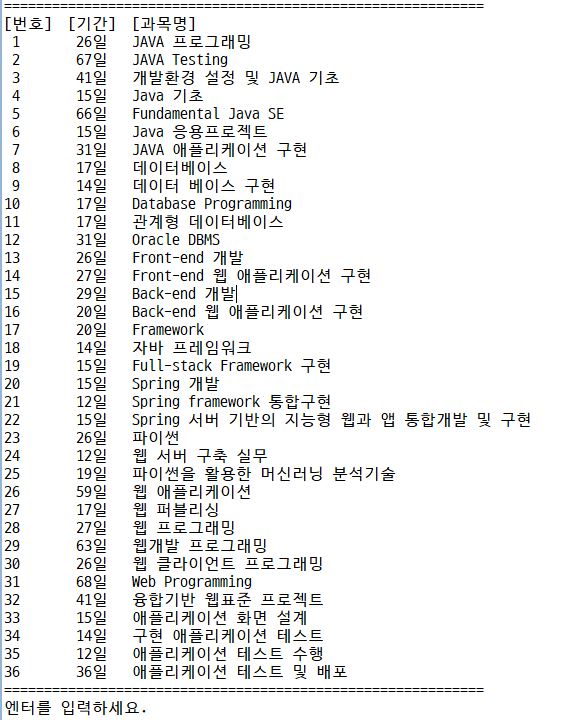 ============================================================
[번호]  [기간]  [과목명]
1       26일   JAVA 프로그래밍
2       67일   JAVA Testing
3       41일   개발환경 설정 및 JAVA 기초
4       15일   Java 기초
5       66일   Fundamental Java SE
6       15일   Java 응용프로젝트
7       31일   JAVA 애플리케이션 구현
8       17일   데이터베이스
9       14일   데이터 베이스 구현
10      17일   Database Programming
11      17일   관계형 데이터베이스
12      31일   Oracle DBMS
13      26일   Front-end 개발
14      27일   Front-end 웹 애플리케이션 구현
15      29일   Back-end 개발
16      20일   Back-end 웹 애플리케이션 구현
17      20일   Framework
18      14일   자바 프레임워크
19      15일   Full-stack Framework 구현
20      15일   Spring 개발
21      12일   Spring framework 통합구현
22      15일   Spring 서버 기반의 지능형 웹과 앱 통합개발 및 구현
23      26일   파이썬
24      12일   웹 서버 구축 실무
25      19일   파이썬을 활용한 머신러닝 분석기술
26      59일   웹 애플리케이션
27      17일   웹 퍼블리싱
28      27일   웹 프로그래밍
29      63일   웹개발 프로그래밍
30      26일   웹 클라이언트 프로그래밍
31      68일   Web Programming
32      41일   융합기반 웹표준 프로젝트
33      15일   애플리케이션 화면 설계
34      14일   구현 애플리케이션 테스트
35      12일   애플리케이션 테스트 수행
36      36일   애플리케이션 테스트 및 배포
============================================================
엔터를 입력하세요.